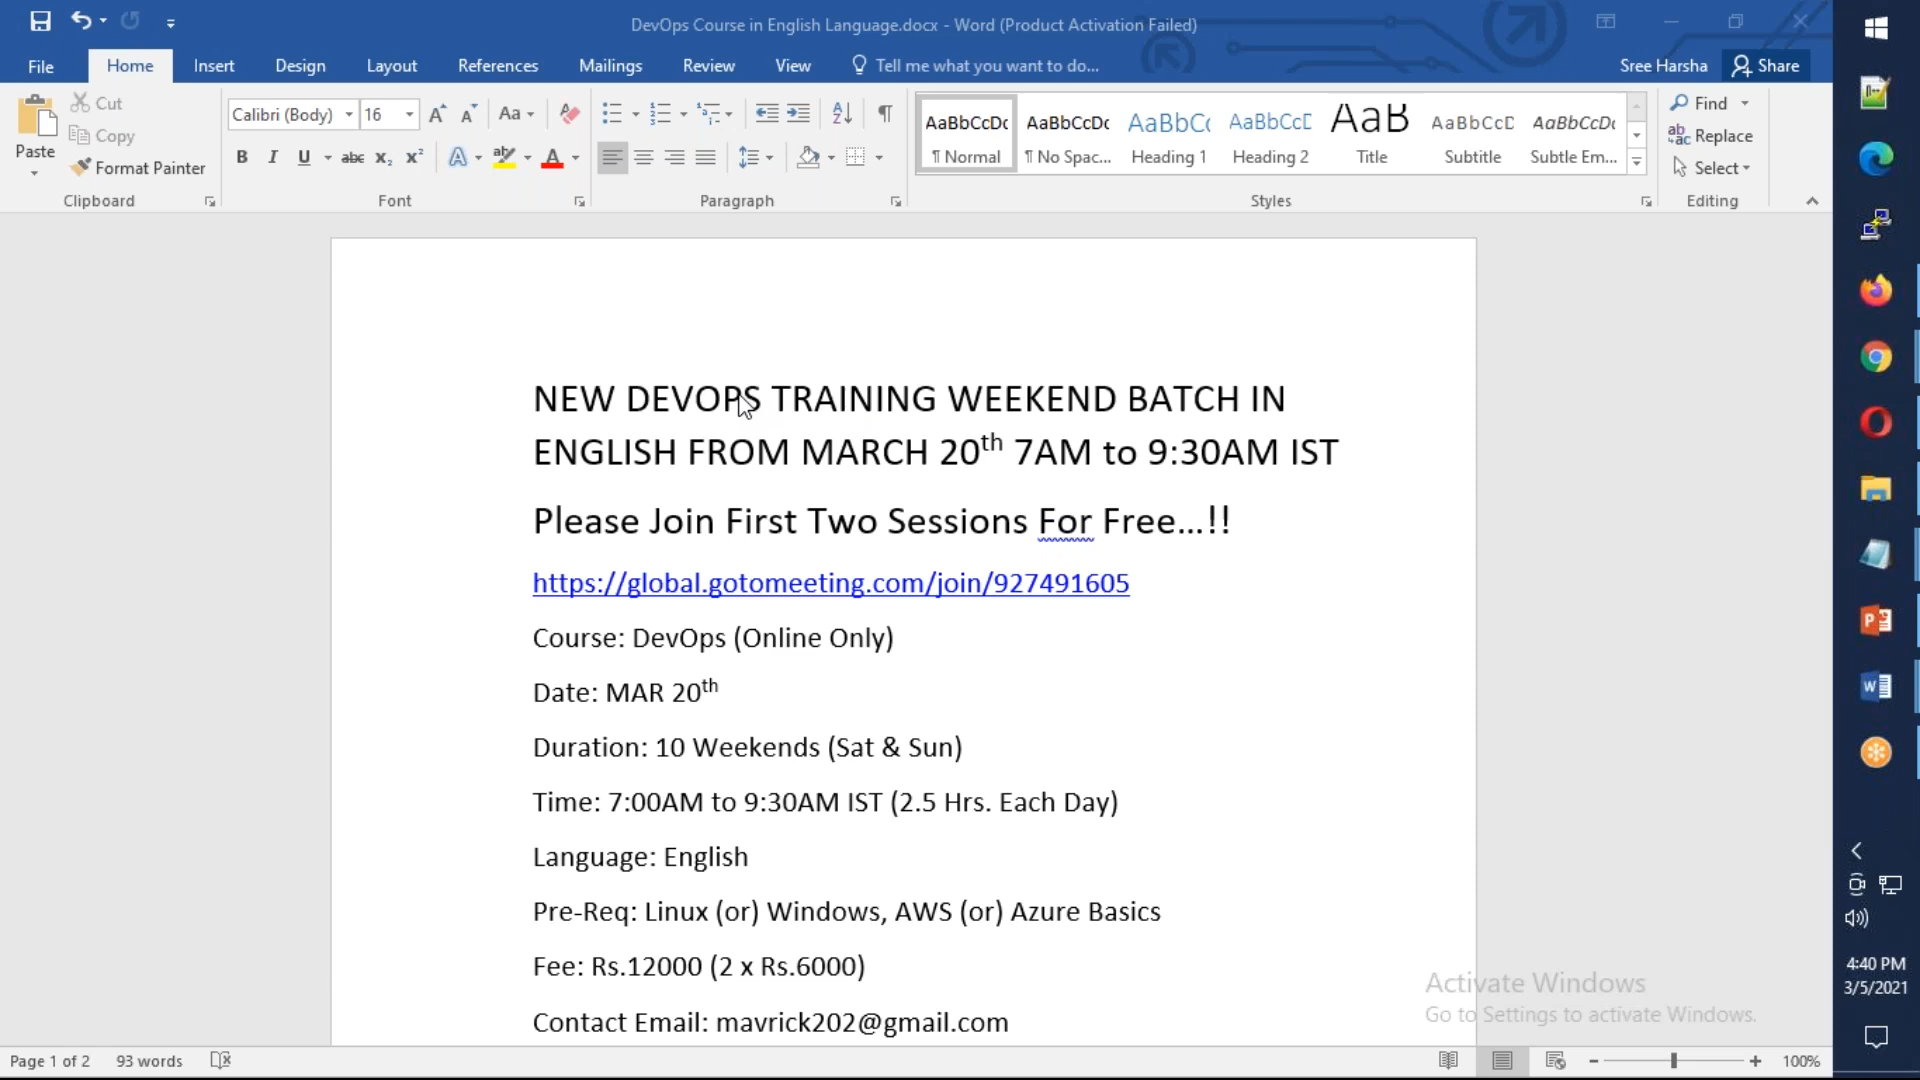 DevOps Course in English Language.docx - Word (Product Activation Failed)
File Home Insert Design Layout References Mailings Review View Tell me what you want to do... Sree Harsha Share
Paste
Cut
Copy
Format Painter
Clipboard
Calibri (Body) 16 Aa
B I U abc x₂ x² A ab A
Font
Paragraph
AaBbCcDc AaBbCcDc AaBbCc AaBbCcD AaB AaBbCcD AaBbCcDc
¶ Normal ¶ No Spac... Heading 1 Heading 2 Title Subtitle Subtle Em...
Styles
Find
Replace
Select
Editing
NEW DEVOPS TRAINING WEEKEND BATCH IN
ENGLISH FROM MARCH 20th 7AM to 9:30AM IST
Please Join First Two Sessions For Free...!!
https://global.gotomeeting.com/join/927491605
Course: DevOps (Online Only)
Date: MAR 20th
Duration: 10 Weekends (Sat & Sun)
Time: 7:00AM to 9:30AM IST (2.5 Hrs. Each Day)
Language: English
Pre-Req: Linux (or) Windows, AWS (or) Azure Basics
Fee: Rs.12000 (2 x Rs.6000)
Contact Email: mavrick202@gmail.com
Activate Windows
Go to Settings to activate Windows.
4:40 PM
3/5/2021
Page 1 of 2 93 words 100%